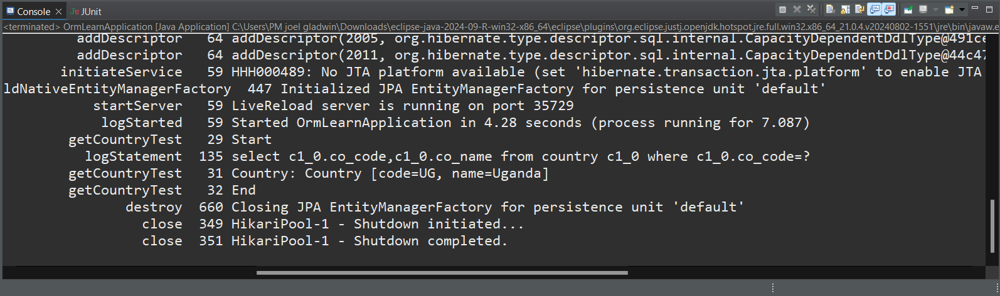 Console JUnit
<terminated> OrmLearnApplication [Java Application] C:\Users\PM joel gladwin\Downloads\eclipse-java-2024-09-R-win32-x86_64\eclipse\plugins\org.eclipse.justj.openjdk.hotspot.jre.full.win32.x86_64_21.0.4.v20240802-1551\jre\bin\javaw.e
addDescriptor 64 addDescriptor(2005, org.hibernate.type.descriptor.sql.internal.CapacityDependentDdlType@491ce
addDescriptor 64 addDescriptor(2011, org.hibernate.type.descriptor.sql.internal.CapacityDependentDdlType@44c47
initiateService 59 HHH000489: No JTA platform available (set 'hibernate.transaction.jta.platform' to enable JTA
ldNativeEntityManagerFactory 447 Initialized JPA EntityManagerFactory for persistence unit 'default'
startServer 59 LiveReload server is running on port 35729
logStarted 59 Started OrmLearnApplication in 4.28 seconds (process running for 7.087)
getCountryTest 29 Start
logStatement 135 select c1_0.co_code,c1_0.co_name from country c1_0 where c1_0.co_code=?
getCountryTest 31 Country: Country [code=UG, name=Uganda]
getCountryTest 32 End
destroy 660 Closing JPA EntityManagerFactory for persistence unit 'default'
close 349 HikariPool-1 - Shutdown initiated...
close 351 HikariPool-1 - Shutdown completed.